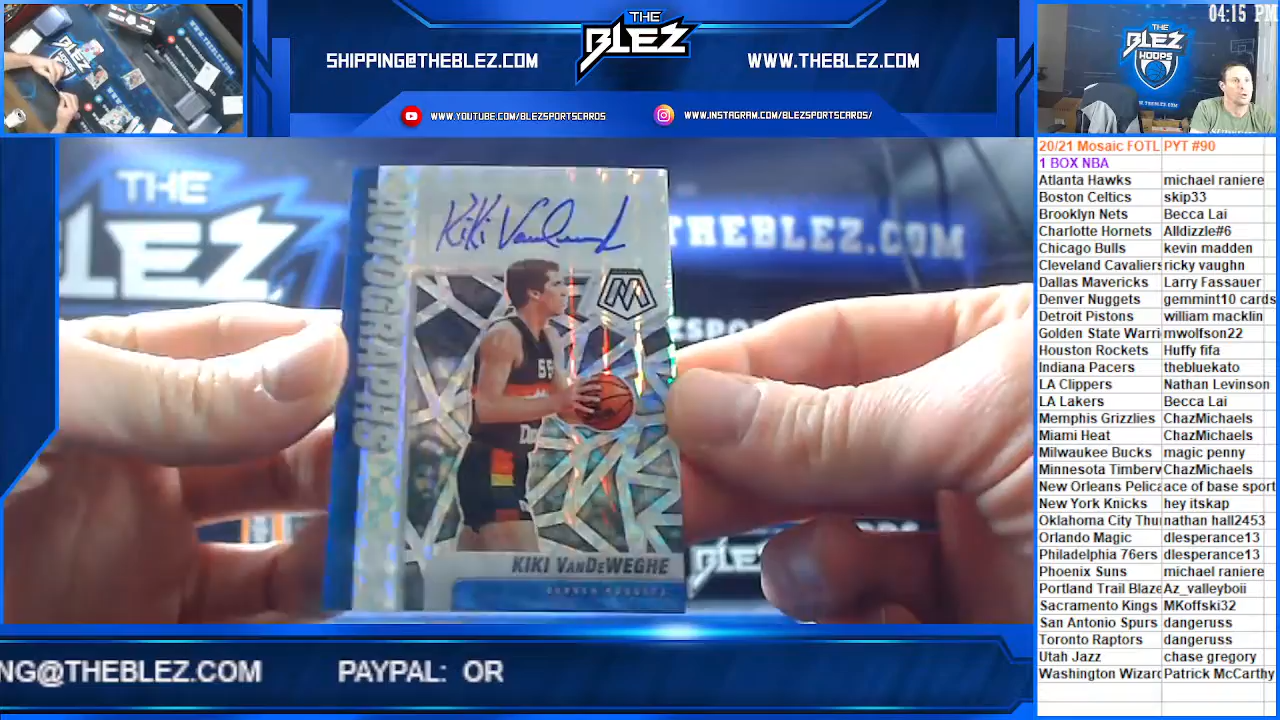 04:15 PM
THE
BLEZ
SHIPPING@THEBLEZ.COM
WWW.THEBLEZ.COM
WWW.YOUTUBE.COM/BLEZSPORTSCARDS
WWW.INSTAGRAM.COM/BLEZSPORTSCARDS/
THE
BLEZ
HOOPS
THE
BLEZ
THEBLEZ.COM
AUTOGRAPHS
KiKi Vandeweghe
M
55
KIKI VANDEWEGHE
DENVER NUGGETS
20/21 Mosaic FOTL PYT #90
1 BOX NBA
Atlanta Hawks michael raniere
Boston Celtics skip33
Brooklyn Nets Becca Lai
Charlotte Hornets Alldizzle#6
Chicago Bulls kevin madden
Cleveland Cavaliers ricky vaughn
Dallas Mavericks Larry Fassauer
Denver Nuggets gemmint10 cards
Detroit Pistons william macklin
Golden State Warri mwolfson22
Houston Rockets Huffy fifa
Indiana Pacers thebluekato
LA Clippers Nathan Levinson
LA Lakers Becca Lai
Memphis Grizzlies ChazMichaels
Miami Heat ChazMichaels
Milwaukee Bucks magic penny
Minnesota Timberw ChazMichaels
New Orleans Pelica ace of base sport
New York Knicks hey itskap
Oklahoma City Thu nathan hall2453
Orlando Magic dlesperance13
Philadelphia 76ers dlesperance13
Phoenix Suns michael raniere
Portland Trail Blaze Az_valleyboii
Sacramento Kings MKoffski32
San Antonio Spurs dangeruss
Toronto Raptors dangeruss
Utah Jazz chase gregory
Washington Wizard Patrick McCarthy
NG@THEBLEZ.COM PAYPAL: OR